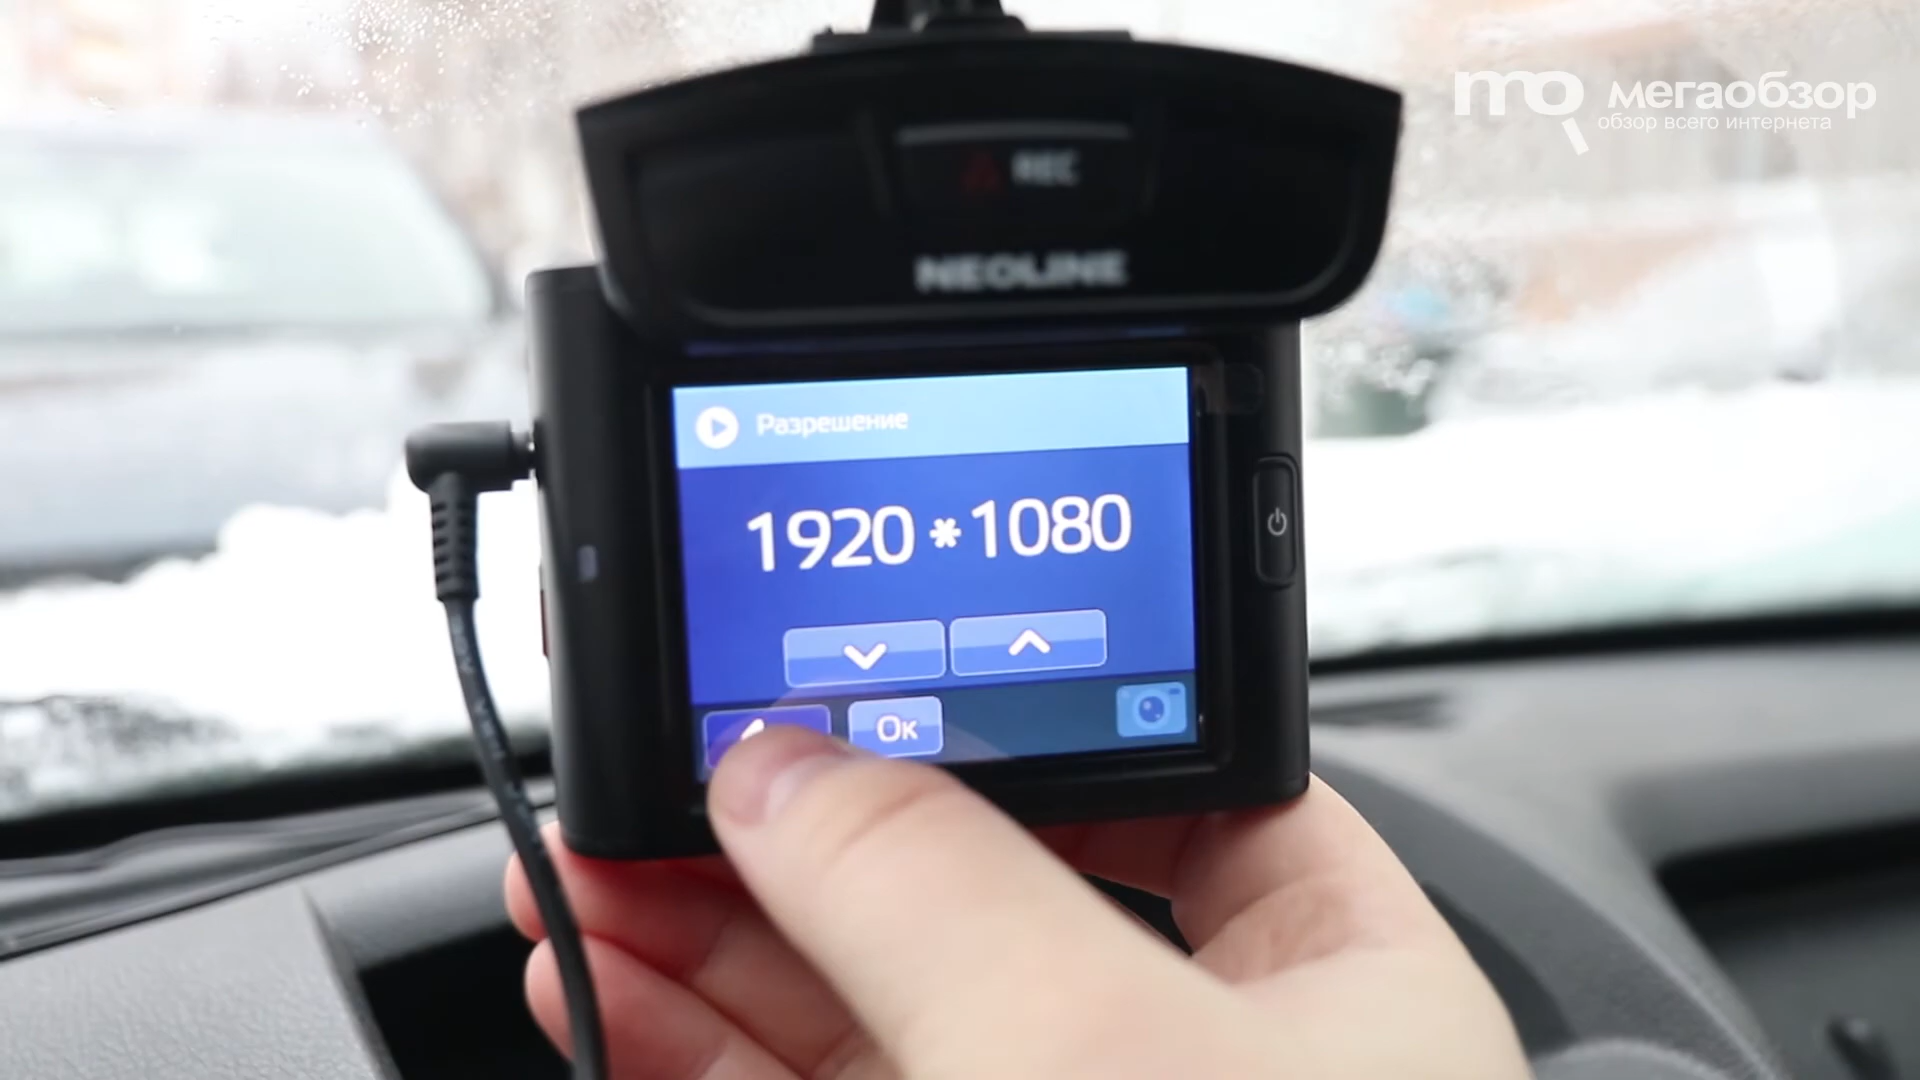 мегаобзор
обзор всего интернета
REC
NEOLINE
Разрешение
1920*1080
Ок